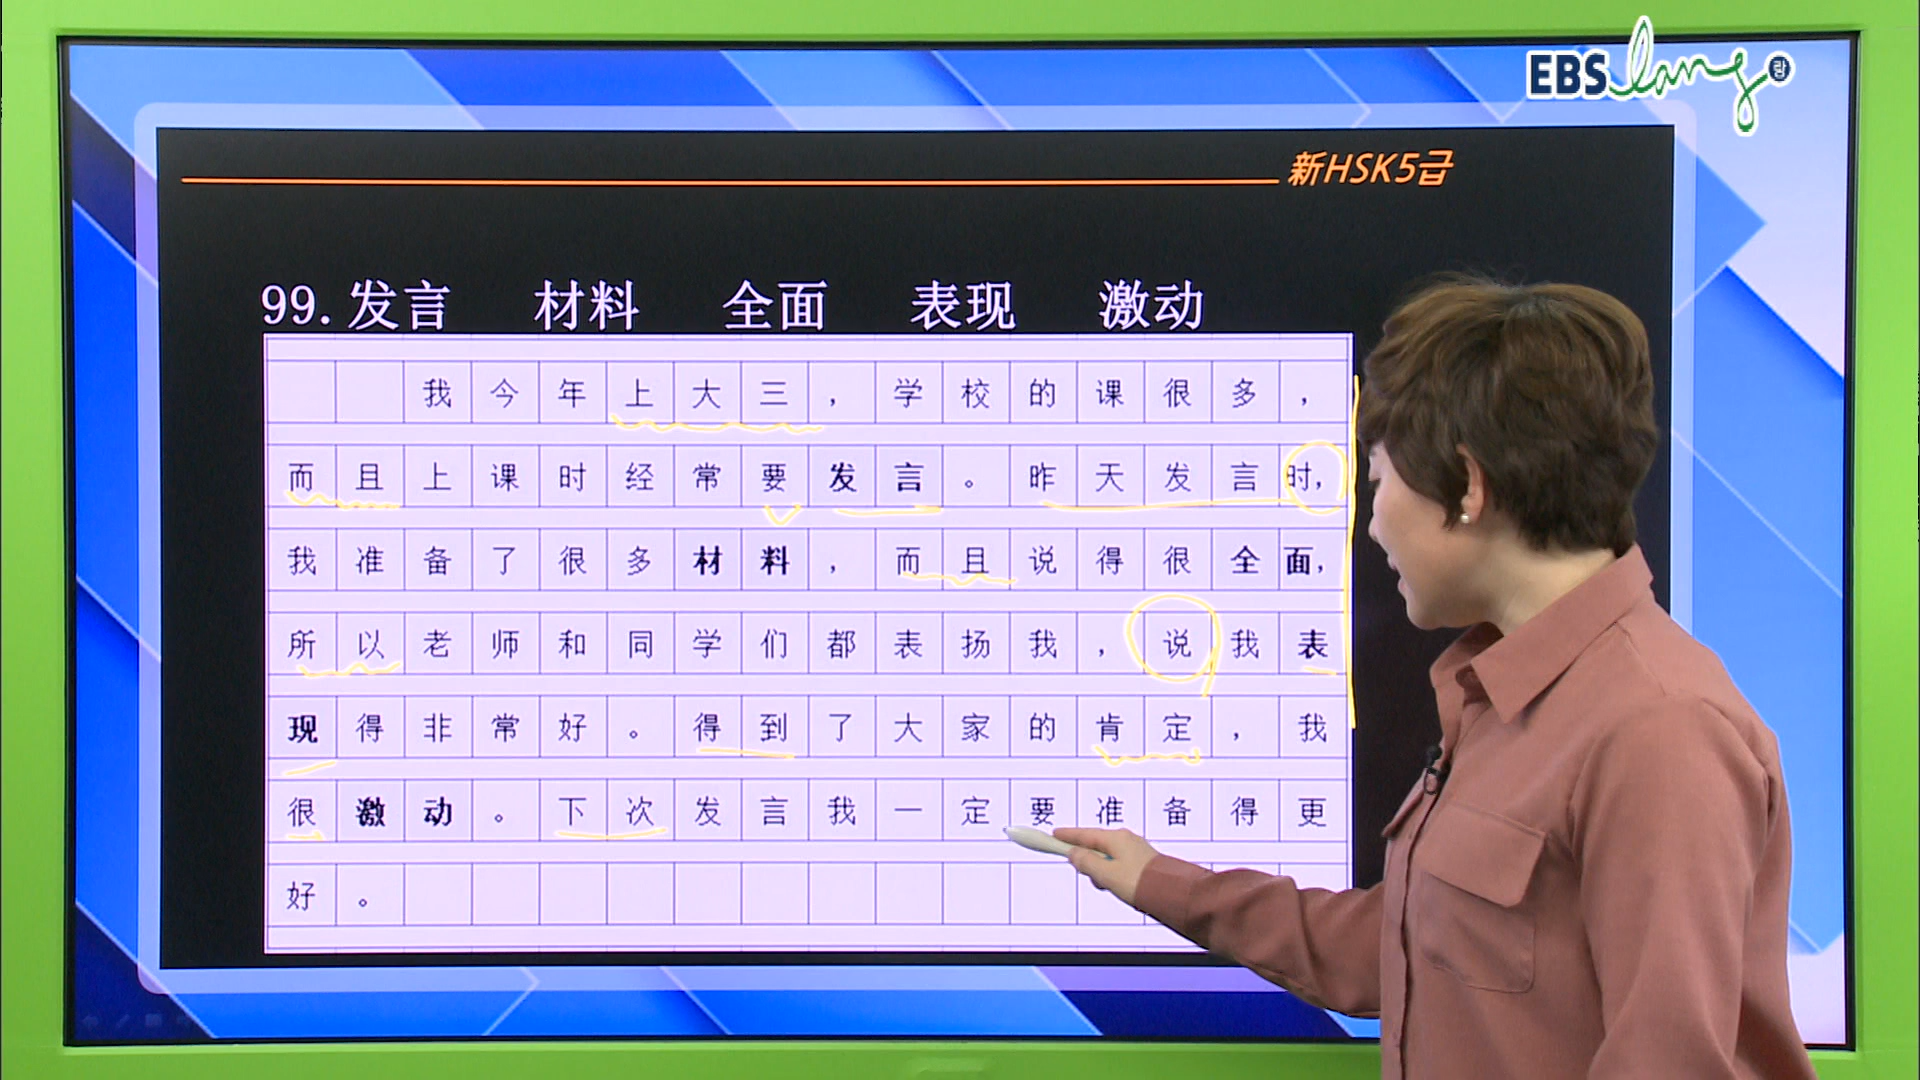 EBS lang 랑
新HSK5급
99. 发言 材料 全面 表现 激动
我今年上大三，学校的课很多，
而且上课时经常要发言。昨天发言时，
我准备了很多材料，而且说得很全面，
所以老师和同学们都表扬我，说我表
现得非常好。得到了大家的肯定，我
很激动。下次发言我一定要准备得更
好。